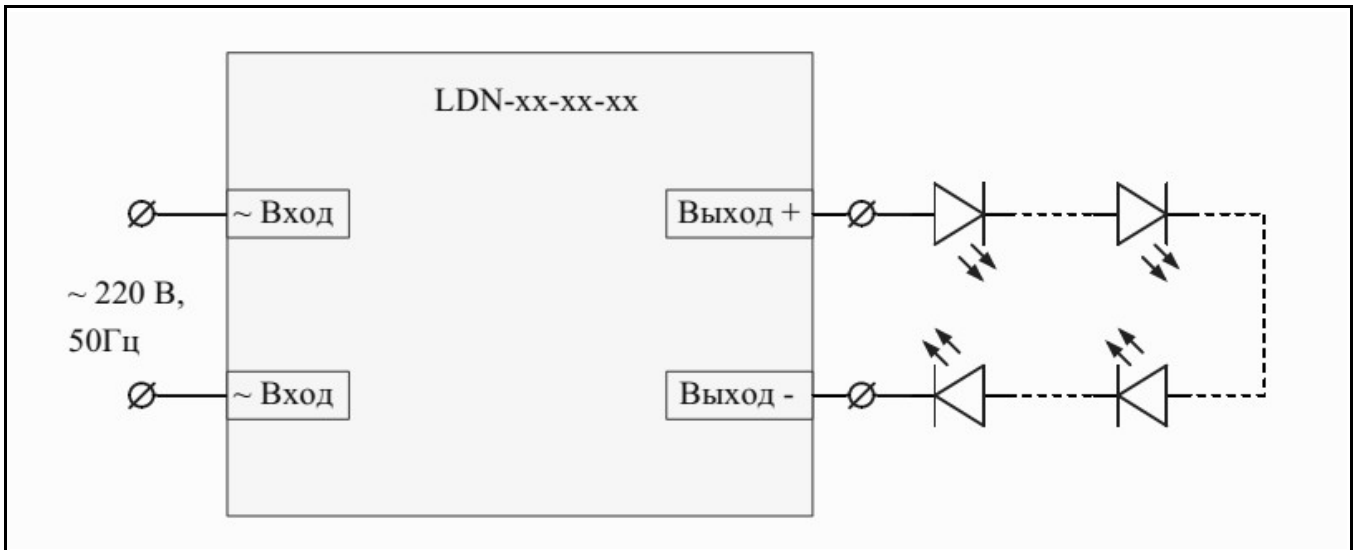 LDN-xx-xx-xx
~ Вход
Выход +
~ 220 В,
50Гц
~ Вход
Выход -